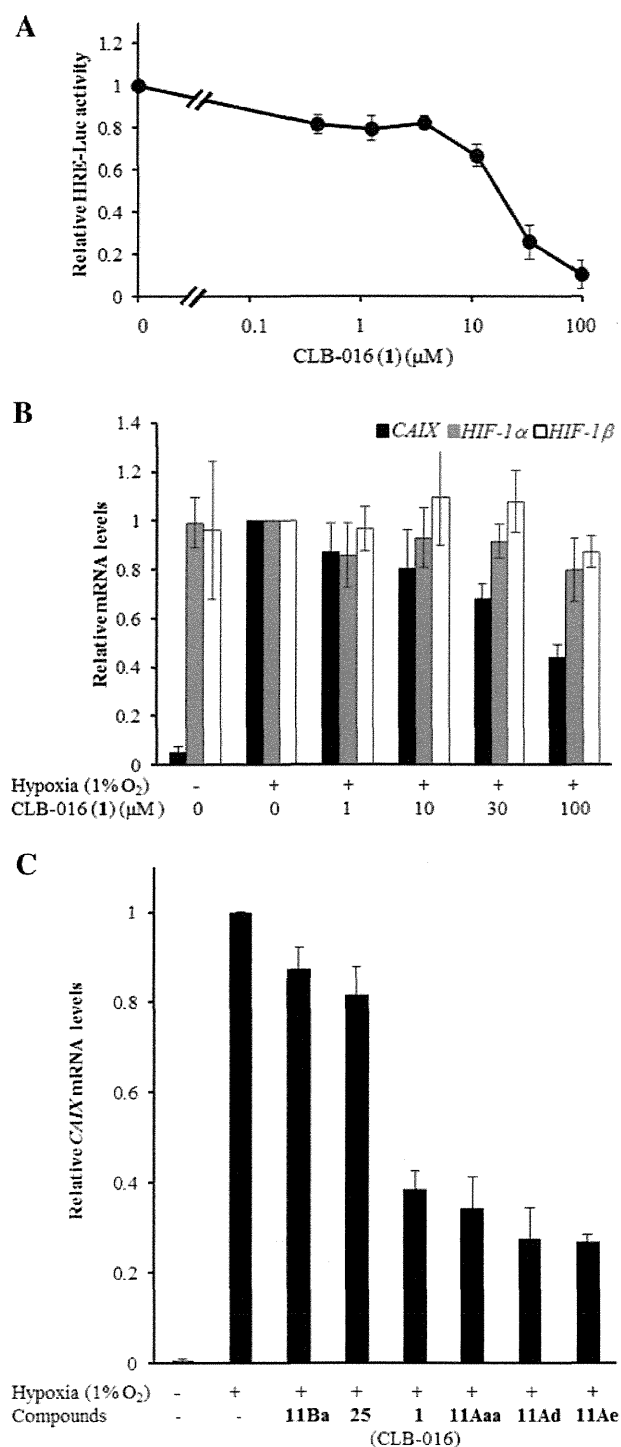 A
Relative HRE-Luc activity
1.2
1
0.8
0.6
0.4
0.2
0
0 0.1 1 10 100
CLB-016 (1) (μM)
B
Relative mRNA levels
CAIX HIF-1α HIF-1β
1.4
1.2
1
0.8
0.6
0.4
0.2
0
Hypoxia (1% O₂) - + + + + +
CLB-016 (1) (μM) 0 0 1 10 30 100
C
Relative CAIX mRNA levels
1
0.8
0.6
0.4
0.2
0
Hypoxia (1% O₂) - + + + + + + +
Compounds - - 11Ba 25 1 11Aaa 11Ad 11Ae
(CLB-016)